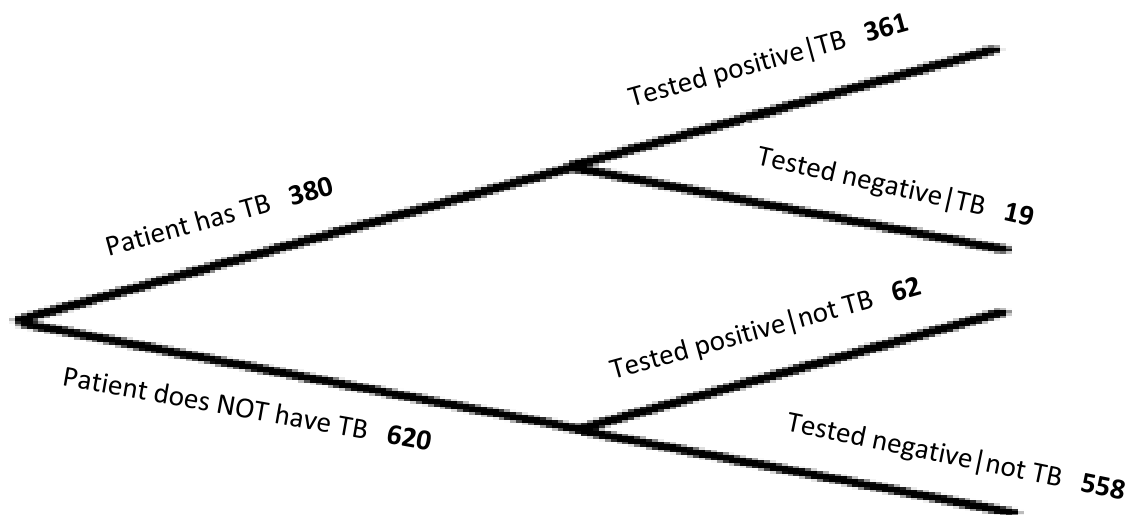 Tested positive|TB 361
Tested negative|TB 19
Patient has TB 380
Tested positive|not TB 62
Patient does NOT have TB 620
Tested negative|not TB 558